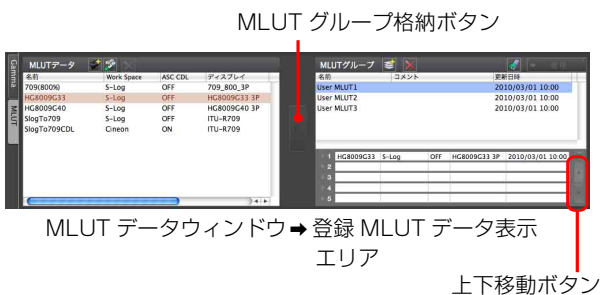 MLUT グループ格納ボタン
Gamma
MLUT
MLUTデータ
名前 Work Space ASC CDL ディスプレイ
709(800%) S-Log OFF 709_800_3P
HG8009G33 S-Log OFF HG8009G33 3P
HG8009G40 S-Log OFF HG8009G40 3P
SlogTo709 S-Log OFF ITU-R709
SlogTo709CDL Cineon ON ITU-R709
MLUTグループ
名前 コメント 更新日時
User MLUT1 2010/03/01 10:00
User MLUT2 2010/03/01 10:00
User MLUT3 2010/03/01 10:00
1 HG8009G33 S-Log OFF HG8009G33 3P 2010/03/01 10:00
2
3
4
5
MLUT データウィンドウ➡登録 MLUT データ表示
エリア
上下移動ボタン